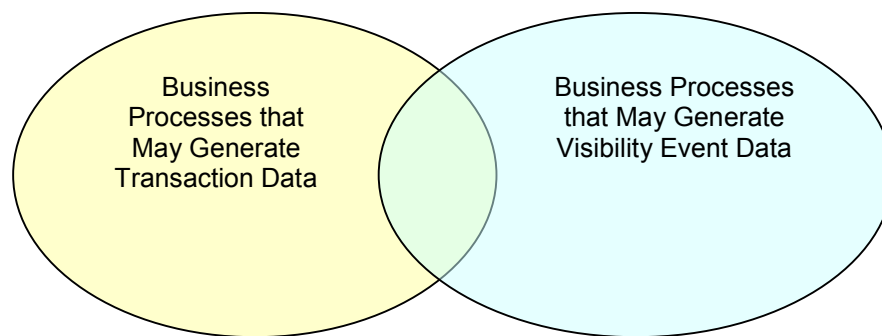 Business
Processes that
May Generate
Transaction Data
Business Processes
that May Generate
Visibility Event Data